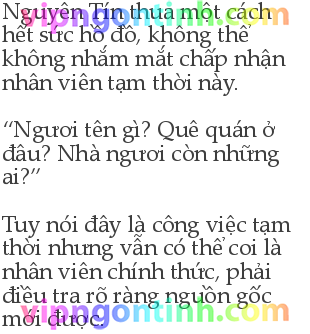 Nguyên Tín thua một cách
vipngontinh.com
hết sức hồ đồ, không thể
không nhắm mắt chấp nhận
nhân viên tạm thời này.
“Ngươi tên gì? Quê quán ở
đâu? Nhà ngươi còn những
ai?”
Tuy nói đây là công việc tạm
thời nhưng vẫn có thể coi là
nhân viên chính thức, phải
điều tra rõ ràng nguồn gốc
vipngontinh.com
mới được.